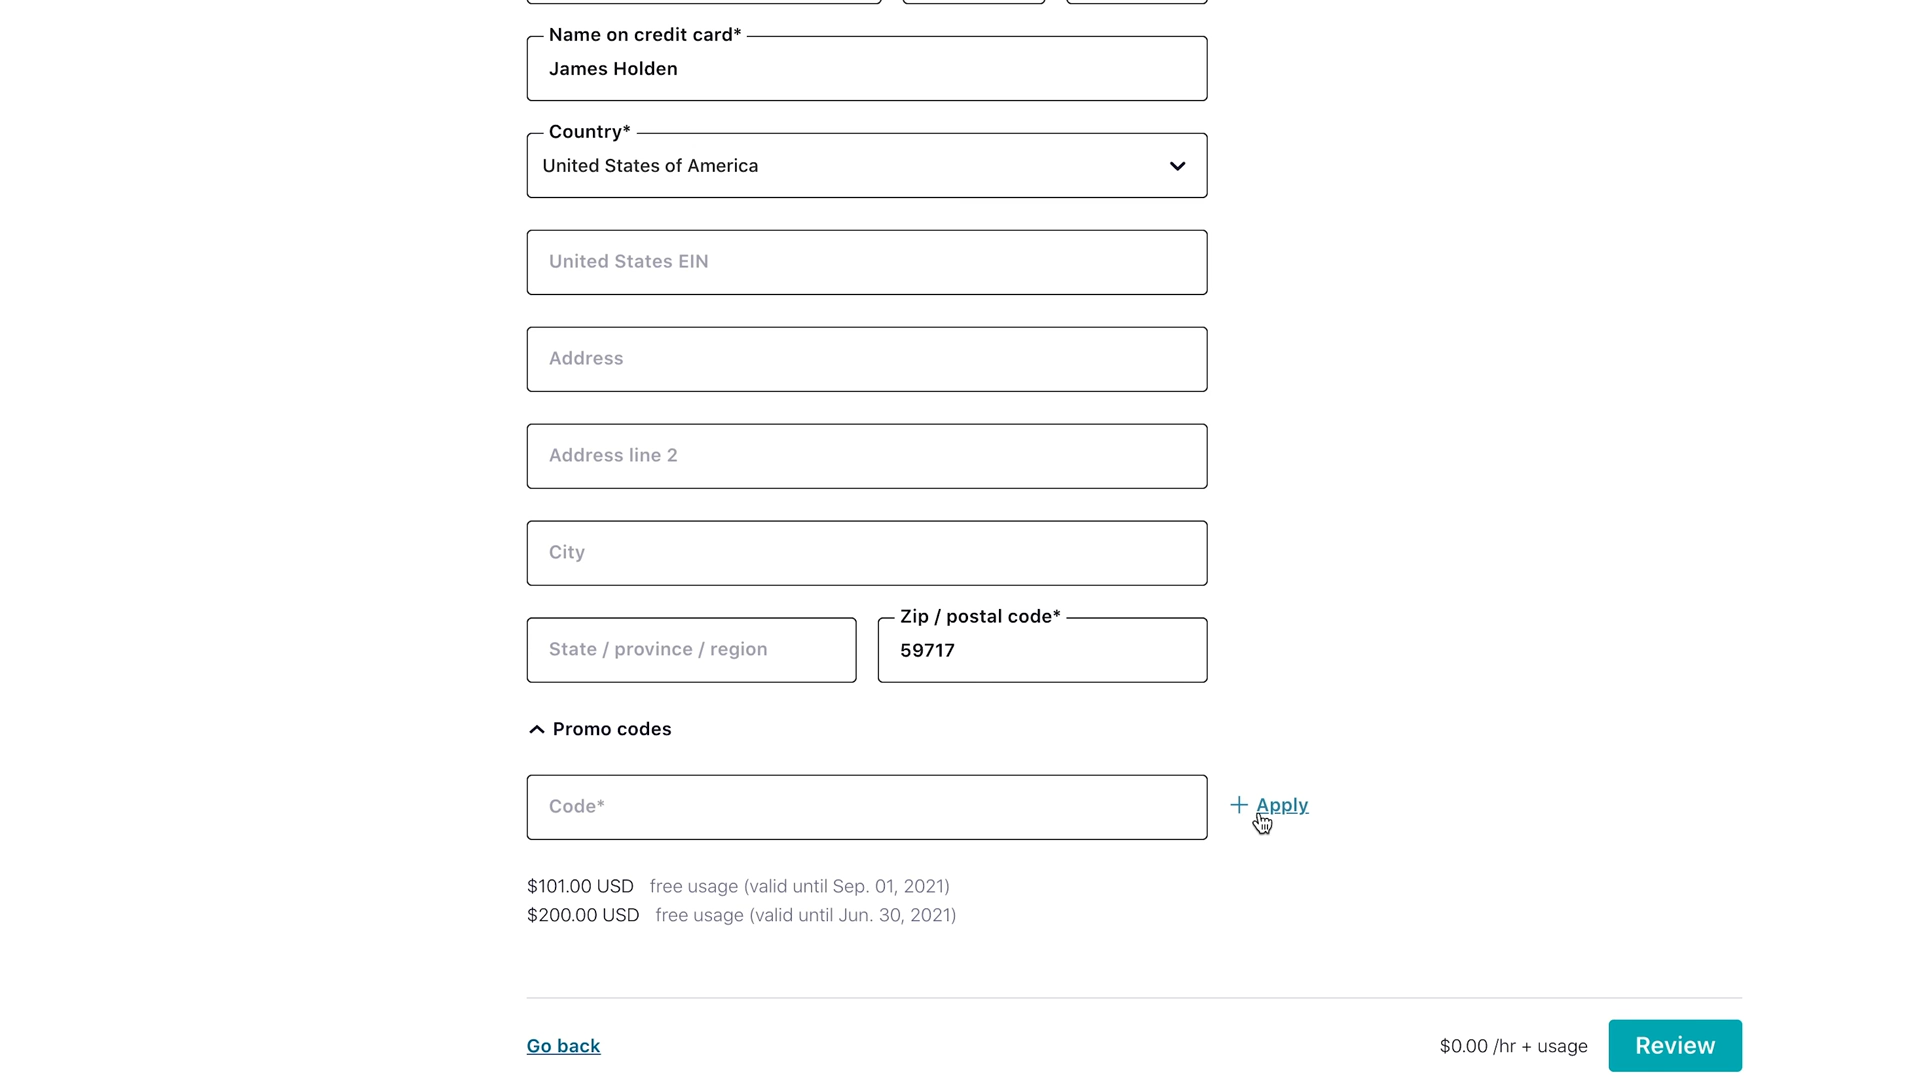 Name on credit card*
James Holden
Country*
United States of America
United States EIN
Address
Address line 2
City
State / province / region
Zip / postal code*
59717
Promo codes
Code*
+ Apply
$101.00 USD free usage (valid until Sep. 01, 2021)
$200.00 USD free usage (valid until Jun. 30, 2021)
Go back
$0.00 /hr + usage
Review